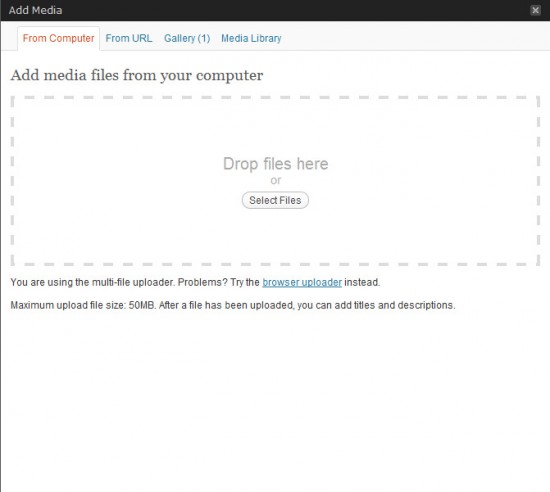 Add Media
From Computer From URL Gallery (1) Media Library
Add media files from your computer
Drop files here
or
Select Files
You are using the multi-file uploader. Problems? Try the browser uploader instead.
Maximum upload file size: 50MB. After a file has been uploaded, you can add titles and descriptions.